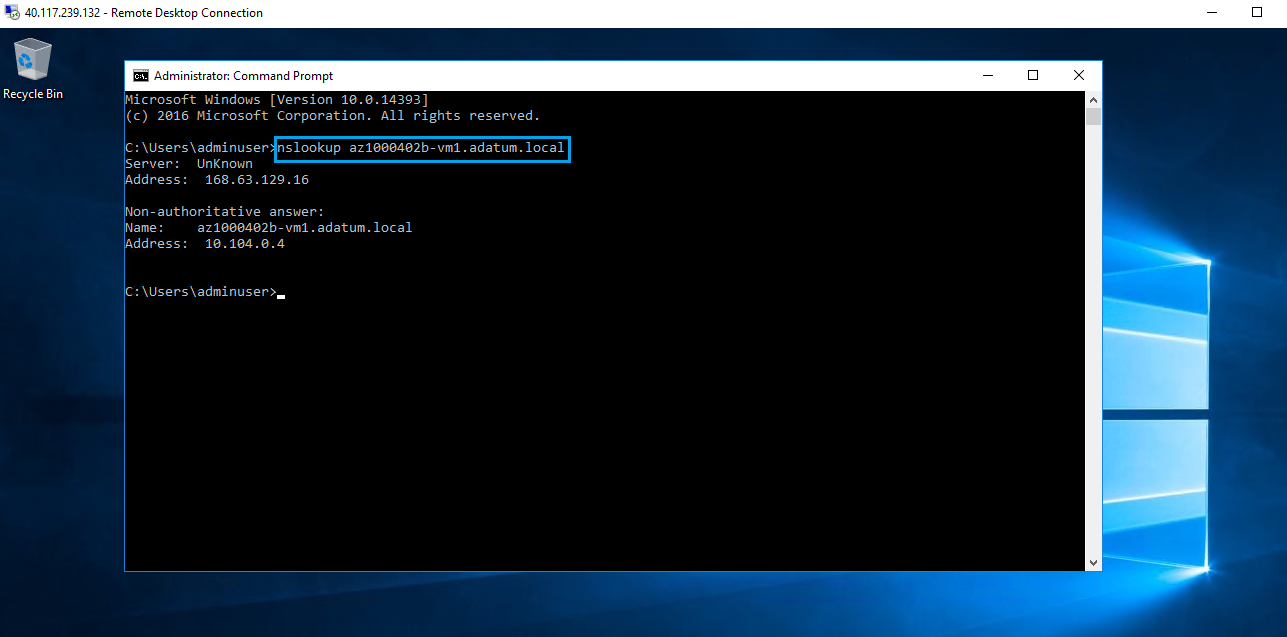 40.117.239.132 - Remote Desktop Connection
Recycle Bin
Administrator: Command Prompt
Microsoft Windows [Version 10.0.14393]
(c) 2016 Microsoft Corporation. All rights reserved.
C:\Users\adminuser>nslookup az1000402b-vm1.adatum.local
Server:  UnKnown
Address:  168.63.129.16
Non-authoritative answer:
Name:    az1000402b-vm1.adatum.local
Address:  10.104.0.4
C:\Users\adminuser>